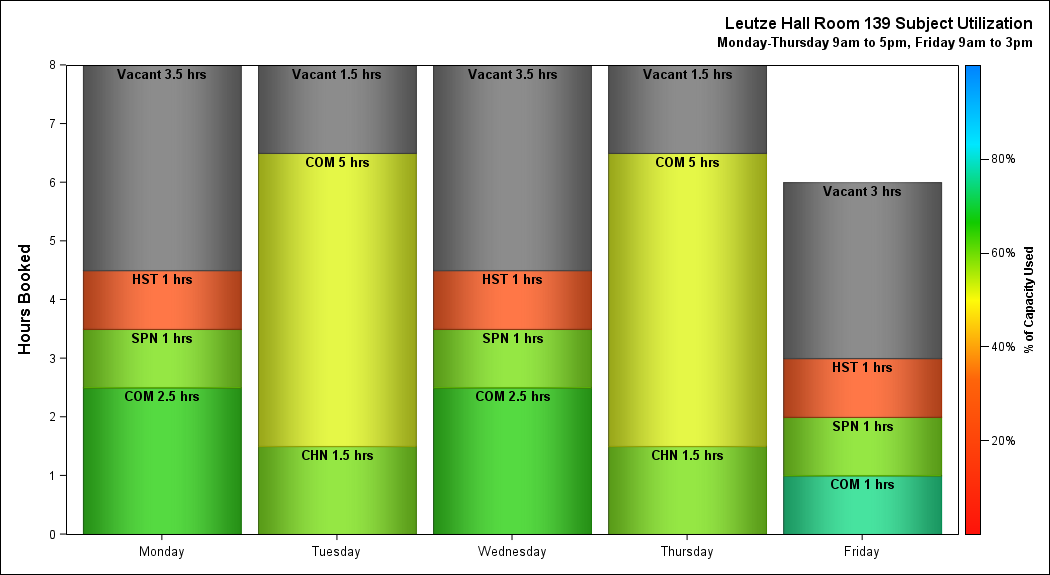 Leutze Hall Room 139 Subject Utilization
Monday-Thursday 9am to 5pm, Friday 9am to 3pm
Hours Booked
8
7
6
5
4
3
2
1
0
Vacant 3.5 hrs
HST 1 hrs
SPN 1 hrs
COM 2.5 hrs
Monday
Vacant 1.5 hrs
COM 5 hrs
CHN 1.5 hrs
Tuesday
Vacant 3.5 hrs
HST 1 hrs
SPN 1 hrs
COM 2.5 hrs
Wednesday
Vacant 1.5 hrs
COM 5 hrs
CHN 1.5 hrs
Thursday
Vacant 3 hrs
HST 1 hrs
SPN 1 hrs
COM 1 hrs
Friday
80%
60%
40%
20%
% of Capacity Used